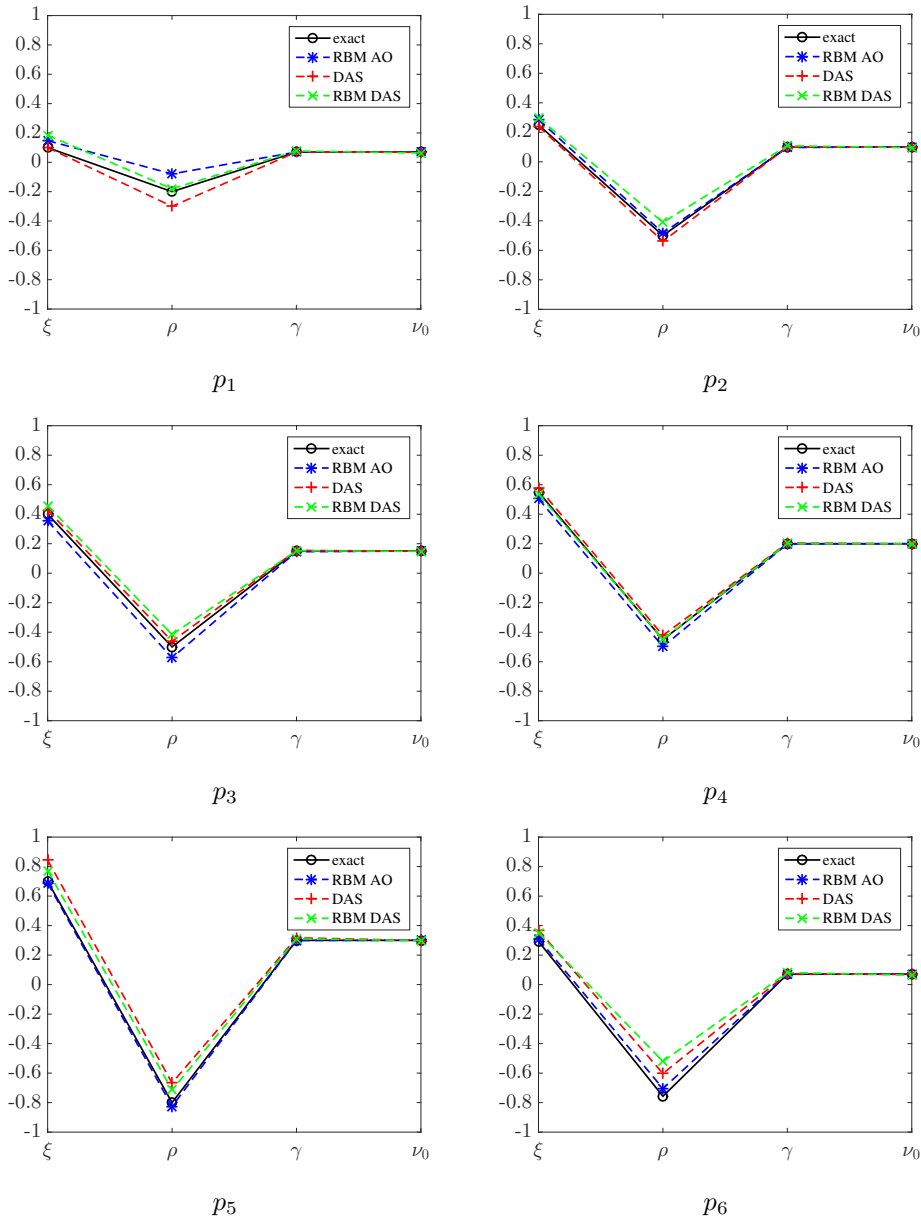 1
0.8
0.6
0.4
0.2
0
-0.2
-0.4
-0.6
-0.8
-1
ξ
ρ
γ
ν₀
exact
RBM AO
DAS
RBM DAS
p₁
1
0.8
0.6
0.4
0.2
0
-0.2
-0.4
-0.6
-0.8
-1
ξ
ρ
γ
ν₀
exact
RBM AO
DAS
RBM DAS
p₂
1
0.8
0.6
0.4
0.2
0
-0.2
-0.4
-0.6
-0.8
-1
ξ
ρ
γ
ν₀
exact
RBM AO
DAS
RBM DAS
p₃
1
0.8
0.6
0.4
0.2
0
-0.2
-0.4
-0.6
-0.8
-1
ξ
ρ
γ
ν₀
exact
RBM AO
DAS
RBM DAS
p₄
1
0.8
0.6
0.4
0.2
0
-0.2
-0.4
-0.6
-0.8
-1
ξ
ρ
γ
ν₀
exact
RBM AO
DAS
RBM DAS
p₅
1
0.8
0.6
0.4
0.2
0
-0.2
-0.4
-0.6
-0.8
-1
ξ
ρ
γ
ν₀
exact
RBM AO
DAS
RBM DAS
p₆